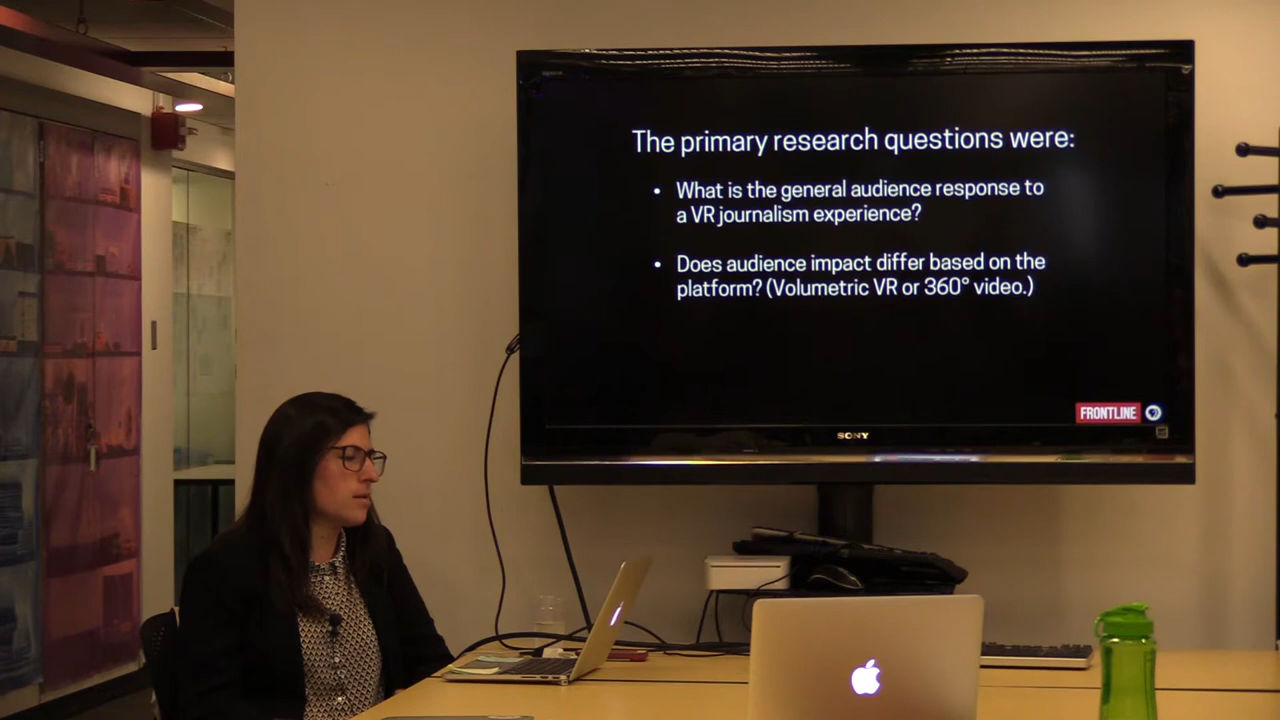 The primary research questions were:
• What is the general audience response to
a VR journalism experience?
• Does audience impact differ based on the
platform? (Volumetric VR or 360° video.)
FRONTLINE
SONY